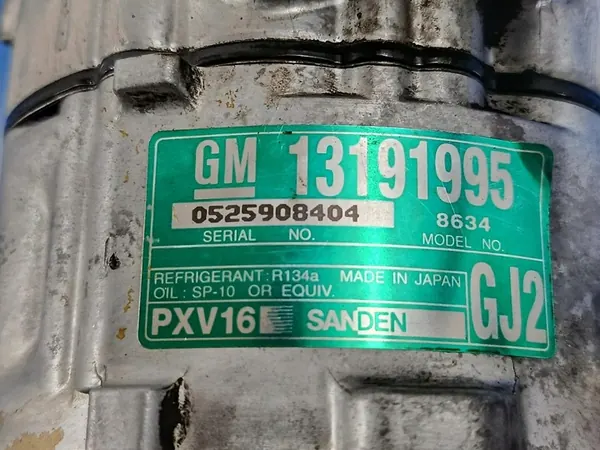 GM 13191995
0525908404 8634
SERIAL NO. MODEL NO.
REFRIGERANT: R134a MADE IN JAPAN
OIL: SP-10 OR EQUIV. GJ2
PXV16 SANDEN